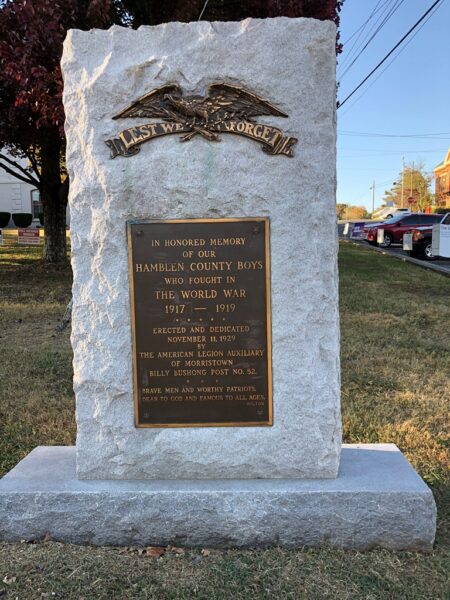 LEST WE FORGET
IN HONORED MEMORY
OF OUR
HAMBLEN COUNTY BOYS
WHO FOUGHT IN
THE WORLD WAR
1917 — 1919
ERECTED AND DEDICATED
NOVEMBER 11, 1929
BY
THE AMERICAN LEGION AUXILIARY
OF MORRISTOWN
BILLY BUSHONG POST NO. 52.
BRAVE MEN AND WORTHY PATRIOTS,
DEAR TO GOD AND FAMOUS TO ALL AGES.
MILTON